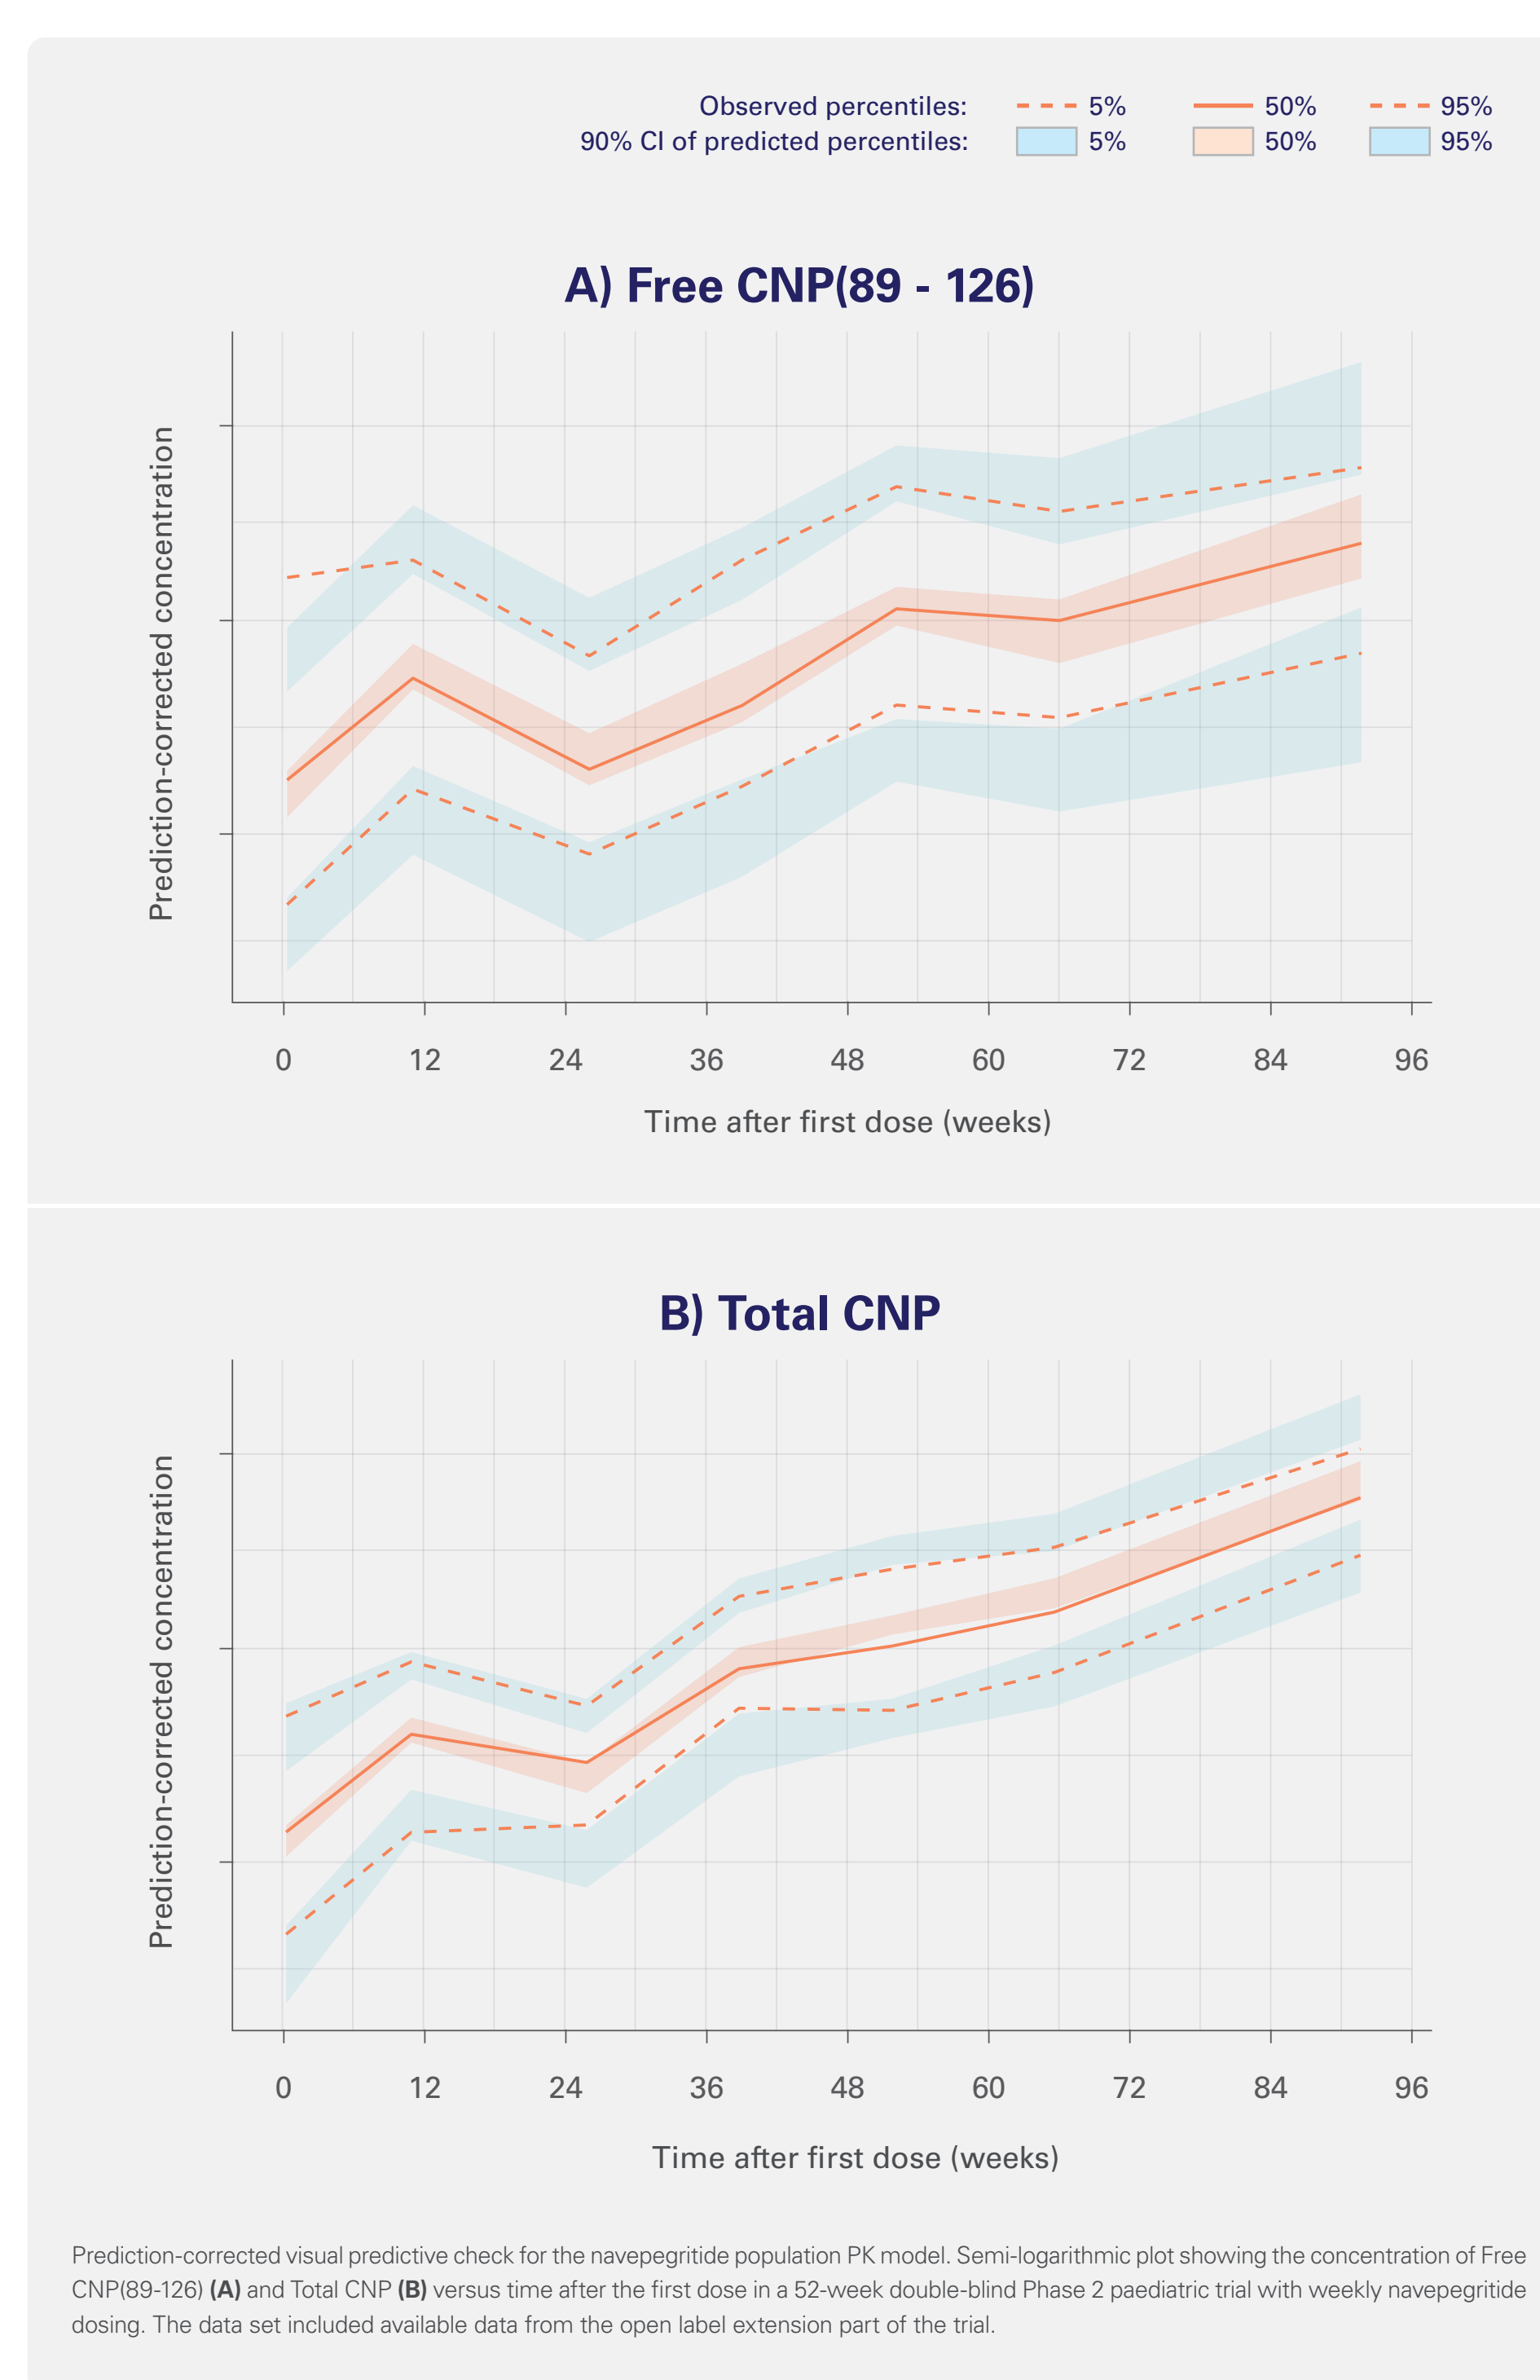 Observed percentiles: 5% 50% 95%
90% CI of predicted percentiles: 5% 50% 95%
A) Free CNP(89 - 126)
Prediction-corrected concentration
0 12 24 36 48 60 72 84 96
Time after first dose (weeks)
B) Total CNP
Prediction-corrected concentration
0 12 24 36 48 60 72 84 96
Time after first dose (weeks)
Prediction-corrected visual predictive check for the navepegritide population PK model. Semi-logarithmic plot showing the concentration of Free
CNP(89-126) (A) and Total CNP (B) versus time after the first dose in a 52-week double-blind Phase 2 paediatric trial with weekly navepegritide
dosing. The data set included available data from the open label extension part of the trial.